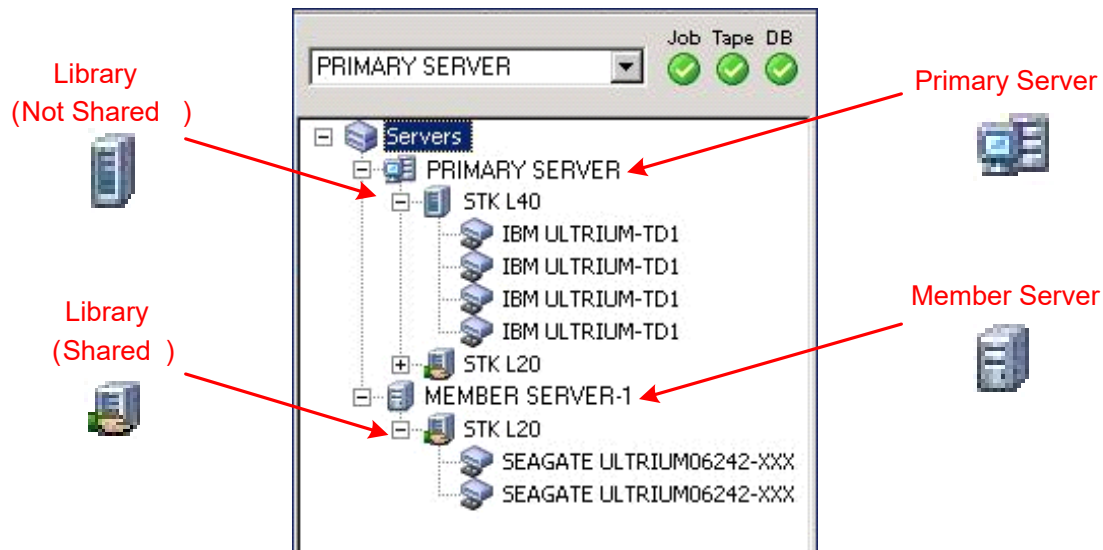 Job Tape DB
PRIMARY SERVER
Library
(Not Shared )
Primary Server
Servers
PRIMARY SERVER
STK L40
IBM ULTRIUM-TD1
IBM ULTRIUM-TD1
IBM ULTRIUM-TD1
IBM ULTRIUM-TD1
STK L20
Library
(Shared )
Member Server
MEMBER SERVER-1
STK L20
SEAGATE ULTRIUM06242-XXX
SEAGATE ULTRIUM06242-XXX